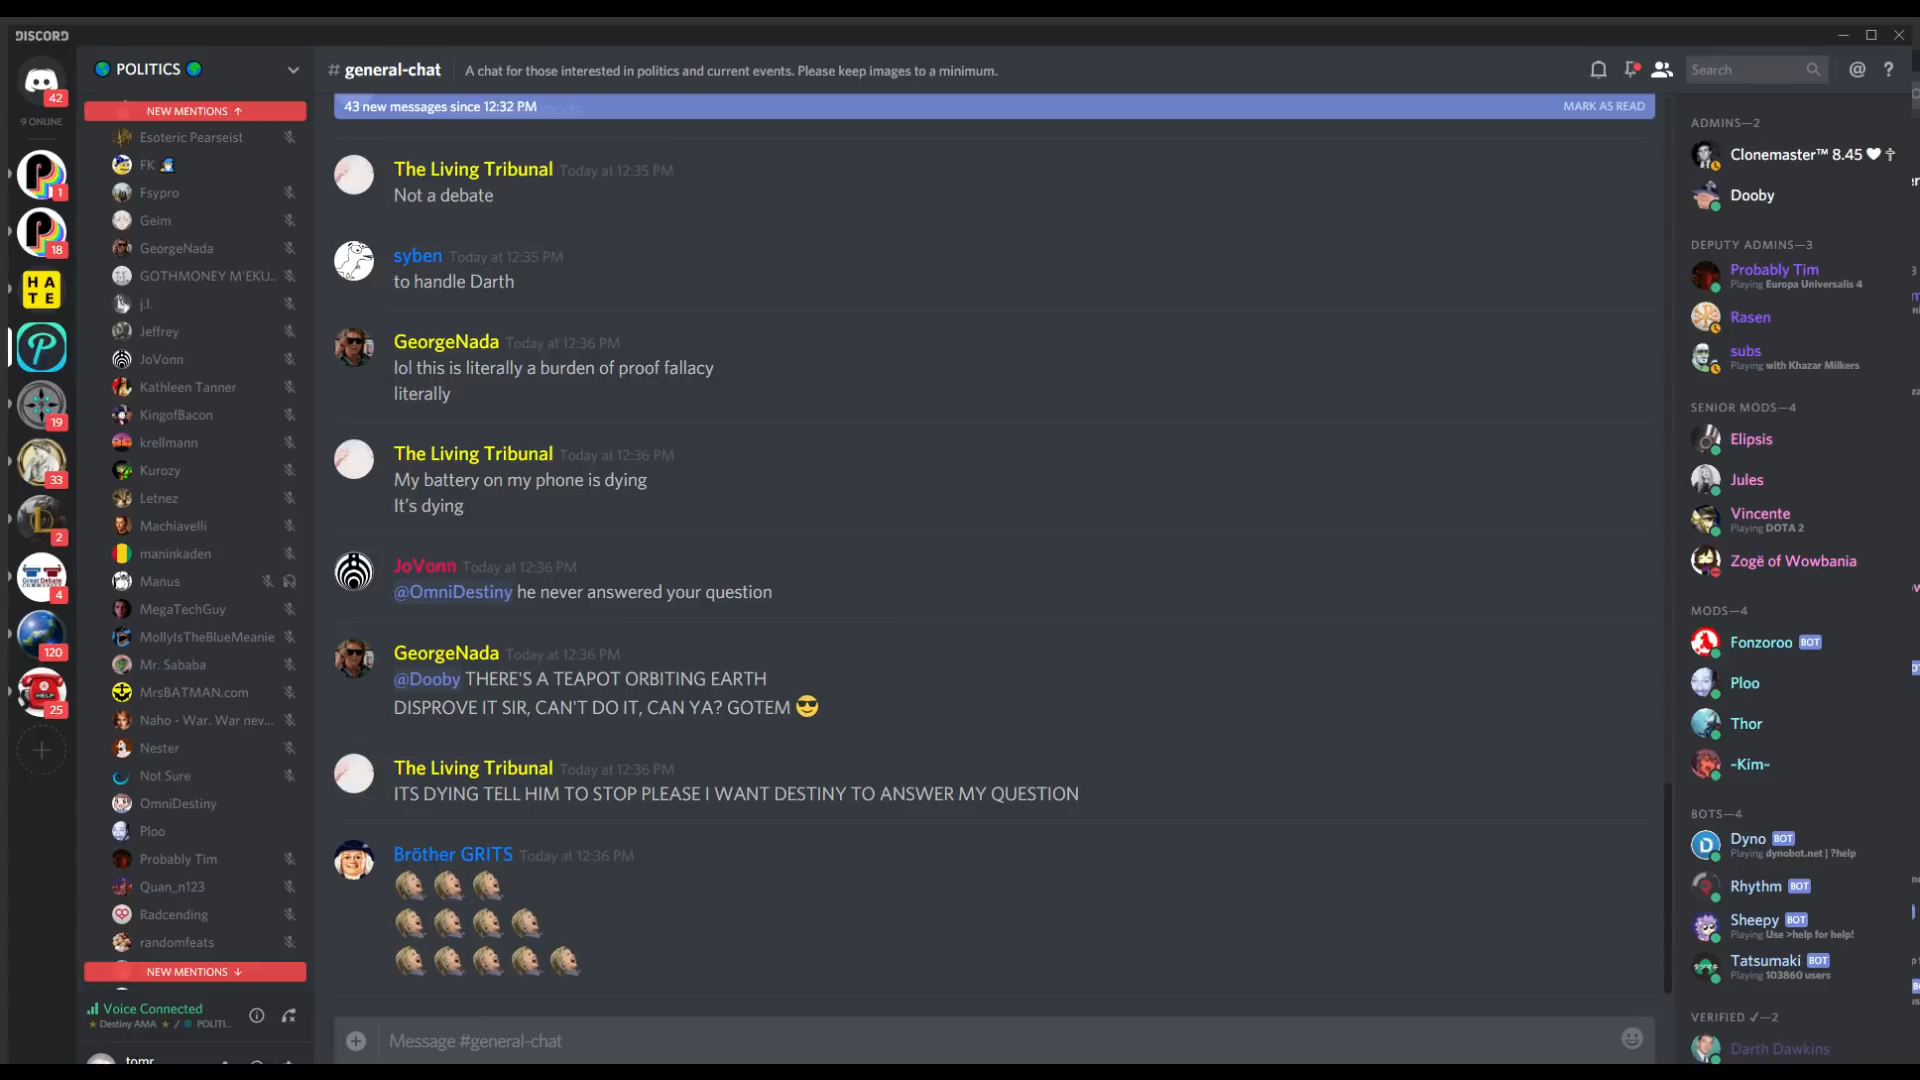 DISCORD
42
9 ONLINE
1
18
HA
TE
19
33
2
Great Debate
COMMUNITY
4
120
HELP
25
POLITICS
NEW MENTIONS ↑
Esoteric Pearseist
FK
Fsypro
Geim
GeorgeNada
GOTHMONEY M'EKU...
j.l.
Jeffrey
JoVonn
Kathleen Tanner
KingofBacon
krellmann
Kurozy
Letnez
Machiavelli
maninkaden
Manus
MegaTechGuy
MollyIsTheBlueMeanie
Mr. Sababa
MrsBATMAN.com
Naho - War. War nev...
Nester
Not Sure
OmniDestiny
Ploo
Probably Tim
Quan_n123
Radcending
randomfeats
NEW MENTIONS ↓
Voice Connected
★ Destiny AMA ★ / POLITI...
tomr
# general-chat
A chat for those interested in politics and current events. Please keep images to a minimum.
Search
@ ?
43 new messages since 12:32 PM
MARK AS READ
The Living Tribunal Today at 12:35 PM
Not a debate
syben Today at 12:35 PM
to handle Darth
GeorgeNada Today at 12:36 PM
lol this is literally a burden of proof fallacy
literally
The Living Tribunal Today at 12:36 PM
My battery on my phone is dying
It's dying
JoVonn Today at 12:36 PM
@OmniDestiny he never answered your question
GeorgeNada Today at 12:36 PM
@Dooby THERE'S A TEAPOT ORBITING EARTH
DISPROVE IT SIR, CAN'T DO IT, CAN YA? GOTEM 😎
The Living Tribunal Today at 12:36 PM
ITS DYING TELL HIM TO STOP PLEASE I WANT DESTINY TO ANSWER MY QUESTION
Brōther GRITS Today at 12:36 PM
Message #general-chat
ADMINS—2
Clonemaster™ 8.45 ♥ ✝
Dooby
DEPUTY ADMINS—3
Probably Tim
Playing Europa Universalis 4
Rasen
subs
Playing with Khazar Milkers
SENIOR MODS—4
Elipsis
Jules
Vincente
Playing DOTA 2
Zogë of Wowbania
MODS—4
Fonzoroo BOT
Ploo
Thor
~Kim~
BOTS—4
Dyno BOT
Playing dynobot.net | ?help
Rhythm BOT
Sheepy BOT
Playing Use >help for help!
Tatsumaki BOT
Playing 103860 users
VERIFIED ✓—2
Darth Dawkins